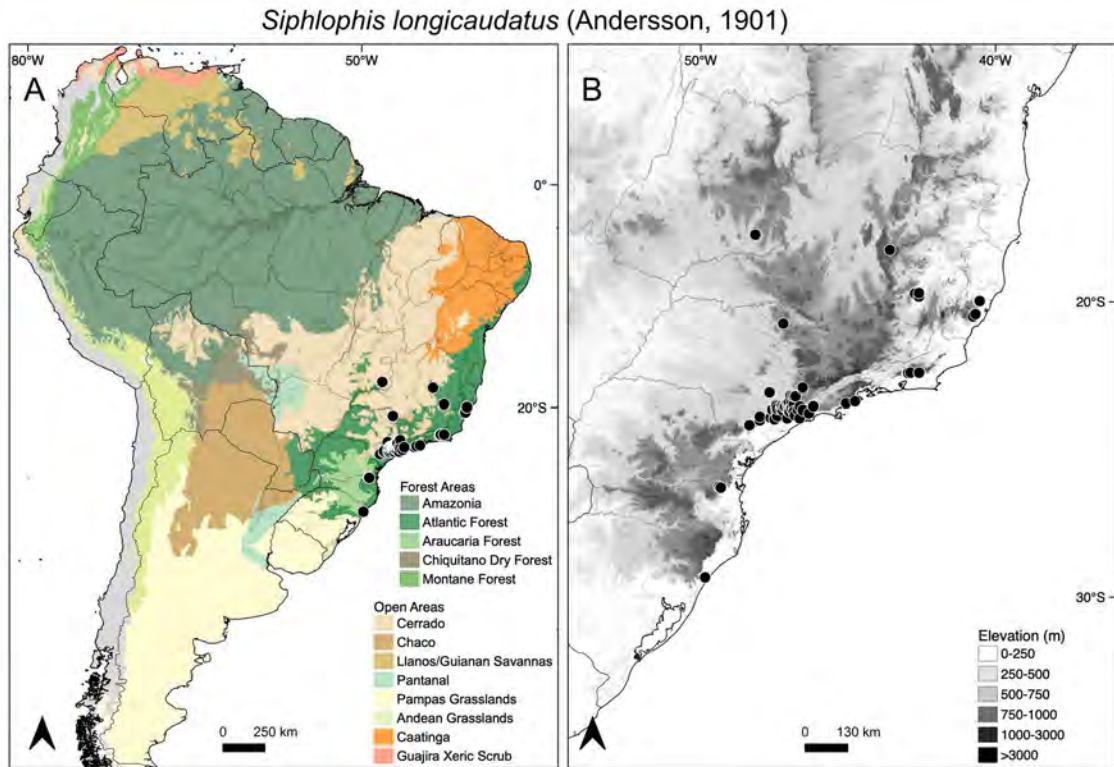 Siphlophis longicaudatus (Andersson, 1901)
80°W
50°W
A
0°
20°S
Forest Areas
Amazonia
Atlantic Forest
Araucaria Forest
Chiquitano Dry Forest
Montane Forest
Open Areas
Cerrado
Chaco
Llanos/Guianan Savannas
Pantanal
Pampas Grasslands
Andean Grasslands
Caatinga
Guajira Xeric Scrub
0 250 km
50°W
40°W
B
20°S
30°S
Elevation (m)
0-250
250-500
500-750
750-1000
1000-3000
>3000
0 130 km